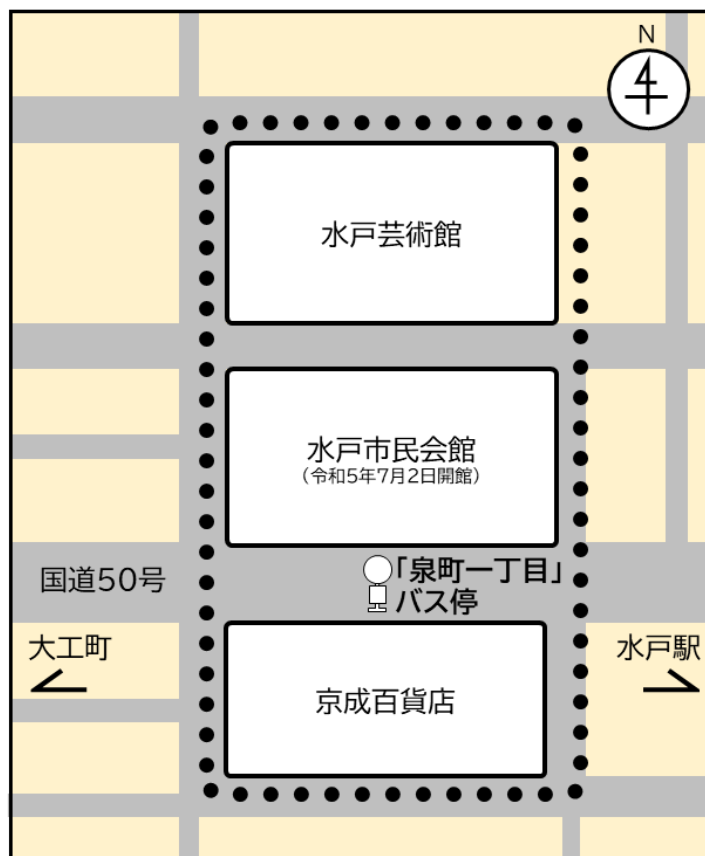 N
水戸芸術館
水戸市民会館
(令和5年7月2日開館)
国道50号
「泉町一丁目」
バス停
大工町
水戸駅
京成百貨店